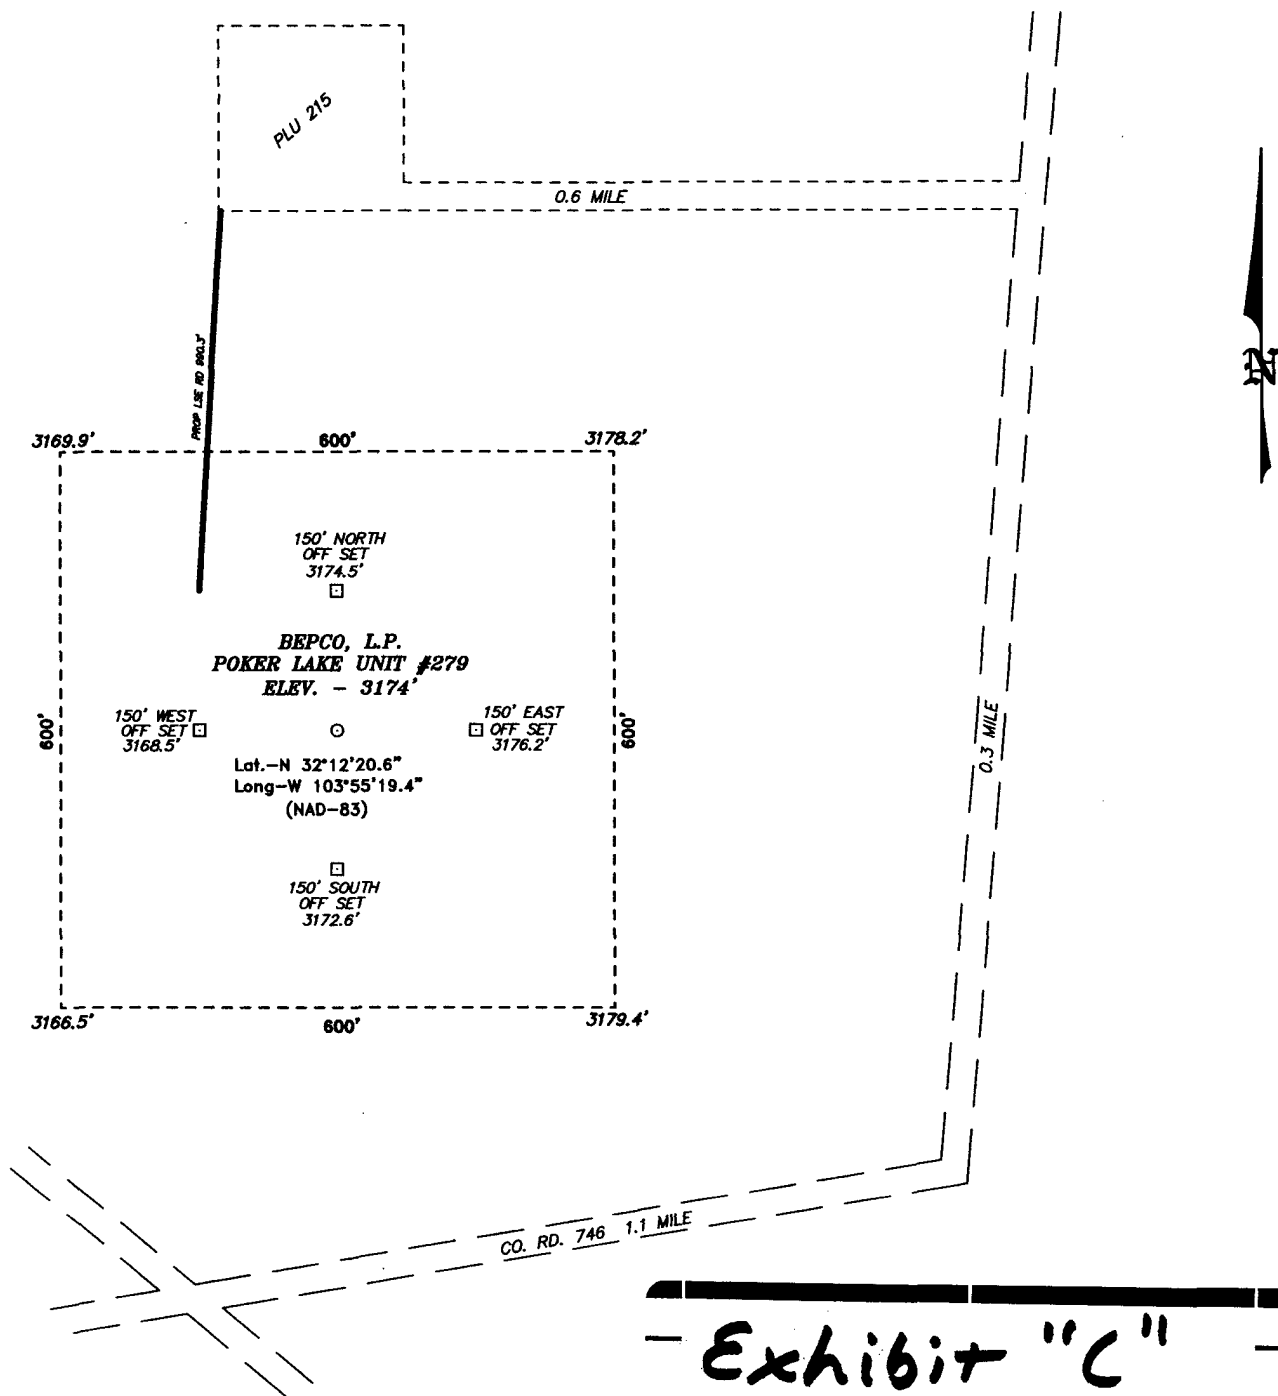 PLU 215
0.6 MILE
PROP LSE RD 990.3'
3169.9'
600'
3178.2'
150' NORTH
OFF SET
3174.5'
BEPCO, L.P.
POKER LAKE UNIT #279
ELEV. - 3174'
600'
150' WEST
OFF SET
3168.5'
150' EAST
OFF SET
3176.2'
600'
Lat.-N 32°12'20.6"
Long-W 103°55'19.4"
(NAD-83)
0.3 MILE
150' SOUTH
OFF SET
3172.6'
3166.5'
600'
3179.4'
CO. RD. 746 1.1 MILE
N
Exhibit "C"